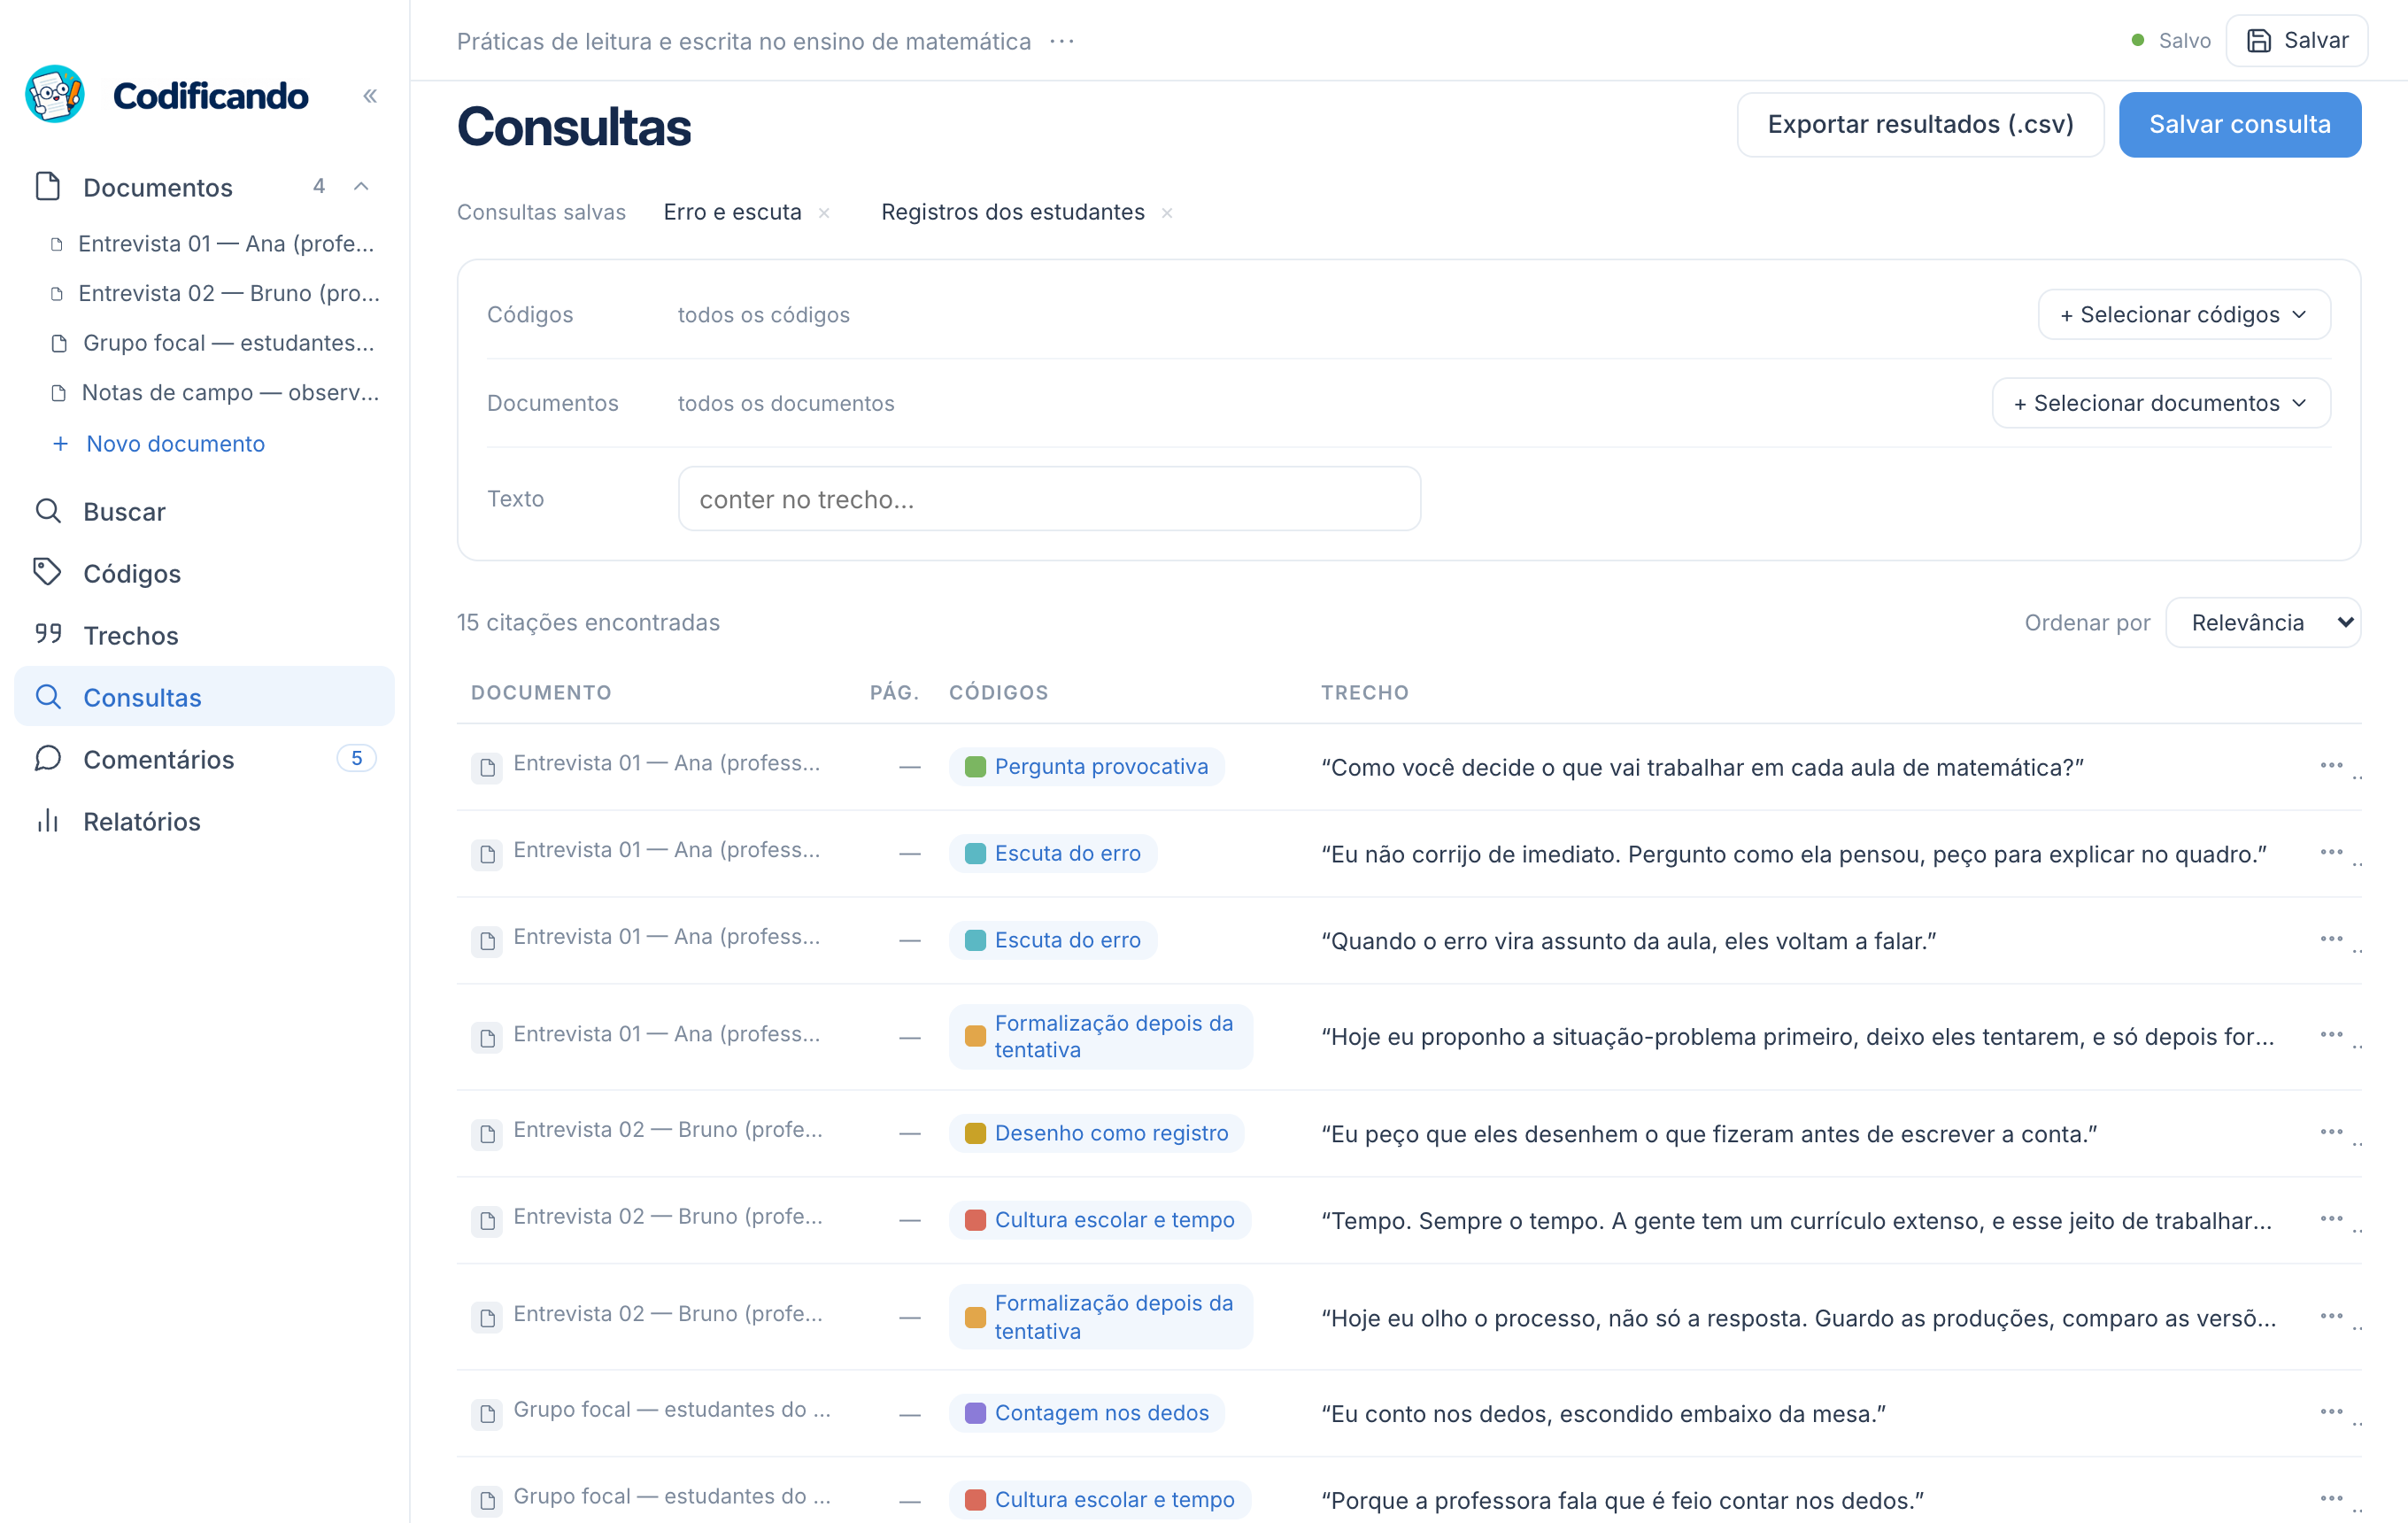 Práticas de leitura e escrita no ensino de matemática ···
Salvo
Salvar
Codificando
«
Documentos 4
Entrevista 01 — Ana (profe...
Entrevista 02 — Bruno (pro...
Grupo focal — estudantes...
Notas de campo — observ...
+ Novo documento
Buscar
Códigos
Trechos
Consultas
Comentários 5
Relatórios
Consultas
Exportar resultados (.csv)
Salvar consulta
Consultas salvas Erro e escuta × Registros dos estudantes ×
Códigos todos os códigos + Selecionar códigos
Documentos todos os documentos + Selecionar documentos
Texto conter no trecho...
15 citações encontradas Ordenar por Relevância
DOCUMENTO PÁG. CÓDIGOS TRECHO
Entrevista 01 — Ana (profess... — Pergunta provocativa “Como você decide o que vai trabalhar em cada aula de matemática?” ··· ..
Entrevista 01 — Ana (profess... — Escuta do erro “Eu não corrijo de imediato. Pergunto como ela pensou, peço para explicar no quadro.” ··· ..
Entrevista 01 — Ana (profess... — Escuta do erro “Quando o erro vira assunto da aula, eles voltam a falar.” ··· ..
Entrevista 01 — Ana (profess... — Formalização depois da
tentativa
“Hoje eu proponho a situação-problema primeiro, deixo eles tentarem, e só depois for... ··· ..
Entrevista 02 — Bruno (profe... — Desenho como registro “Eu peço que eles desenhem o que fizeram antes de escrever a conta.” ··· ..
Entrevista 02 — Bruno (profe... — Cultura escolar e tempo “Tempo. Sempre o tempo. A gente tem um currículo extenso, e esse jeito de trabalhar... ··· ..
Entrevista 02 — Bruno (profe... — Formalização depois da
tentativa
“Hoje eu olho o processo, não só a resposta. Guardo as produções, comparo as versõ... ··· ..
Grupo focal — estudantes do ... — Contagem nos dedos “Eu conto nos dedos, escondido embaixo da mesa.” ··· ..
Grupo focal — estudantes do ... — Cultura escolar e tempo “Porque a professora fala que é feio contar nos dedos.” ··· ..